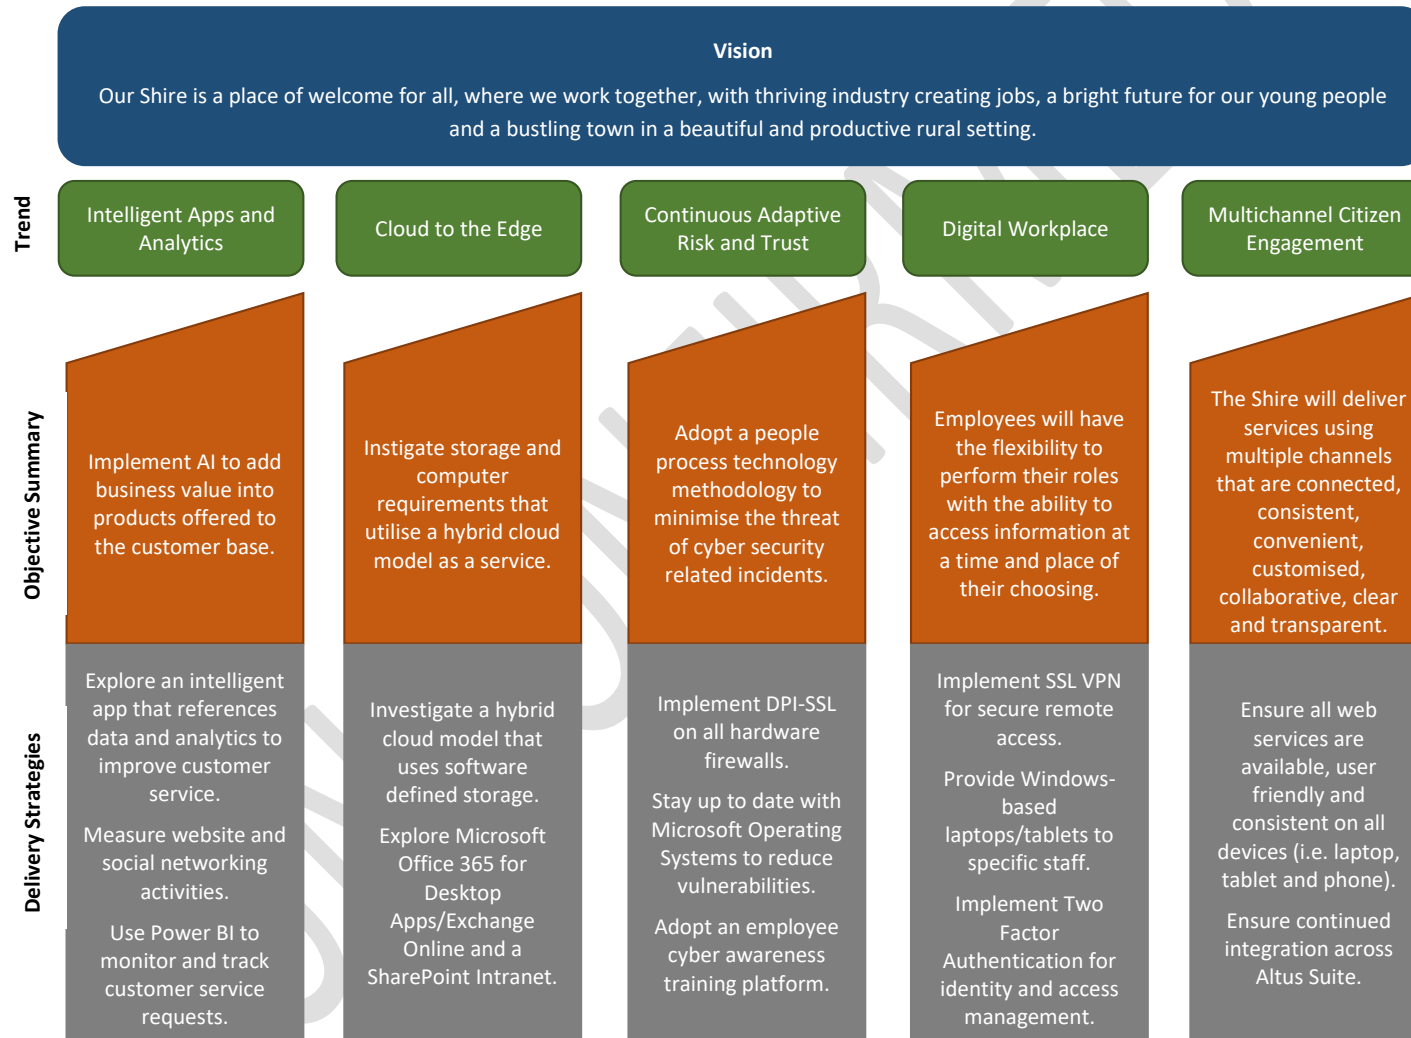 Vision
Our Shire is a place of welcome for all, where we work together, with thriving industry creating jobs, a bright future for our young people
and a bustling town in a beautiful and productive rural setting.
Trend
Intelligent Apps and
Analytics
Cloud to the Edge
Continuous Adaptive
Risk and Trust
Digital Workplace
Multichannel Citizen
Engagement
Objective Summary
Implement AI to add
business value into
products offered to
the customer base.
Instigate storage and
computer
requirements that
utilise a hybrid cloud
model as a service.
Adopt a people
process technology
methodology to
minimise the threat
of cyber security
related incidents.
Employees will have
the flexibility to
perform their roles
with the ability to
access information at
a time and place of
their choosing.
The Shire will deliver
services using
multiple channels
that are connected,
consistent,
convenient,
customised,
collaborative, clear
and transparent.
Delivery Strategies
Explore an intelligent
app that references
data and analytics to
improve customer
service.
Measure website and
social networking
activities.
Use Power BI to
monitor and track
customer service
requests.
Investigate a hybrid
cloud model that
uses software
defined storage.
Explore Microsoft
Office 365 for
Desktop
Apps/Exchange
Online and a
SharePoint Intranet.
Implement DPI-SSL
on all hardware
firewalls.
Stay up to date with
Microsoft Operating
Systems to reduce
vulnerabilities.
Adopt an employee
cyber awareness
training platform.
Implement SSL VPN
for secure remote
access.
Provide Windows-
based
laptops/tablets to
specific staff.
Implement Two
Factor
Authentication for
identity and access
management.
Ensure all web
services are
available, user
friendly and
consistent on all
devices (i.e. laptop,
tablet and phone).
Ensure continued
integration across
Altus Suite.